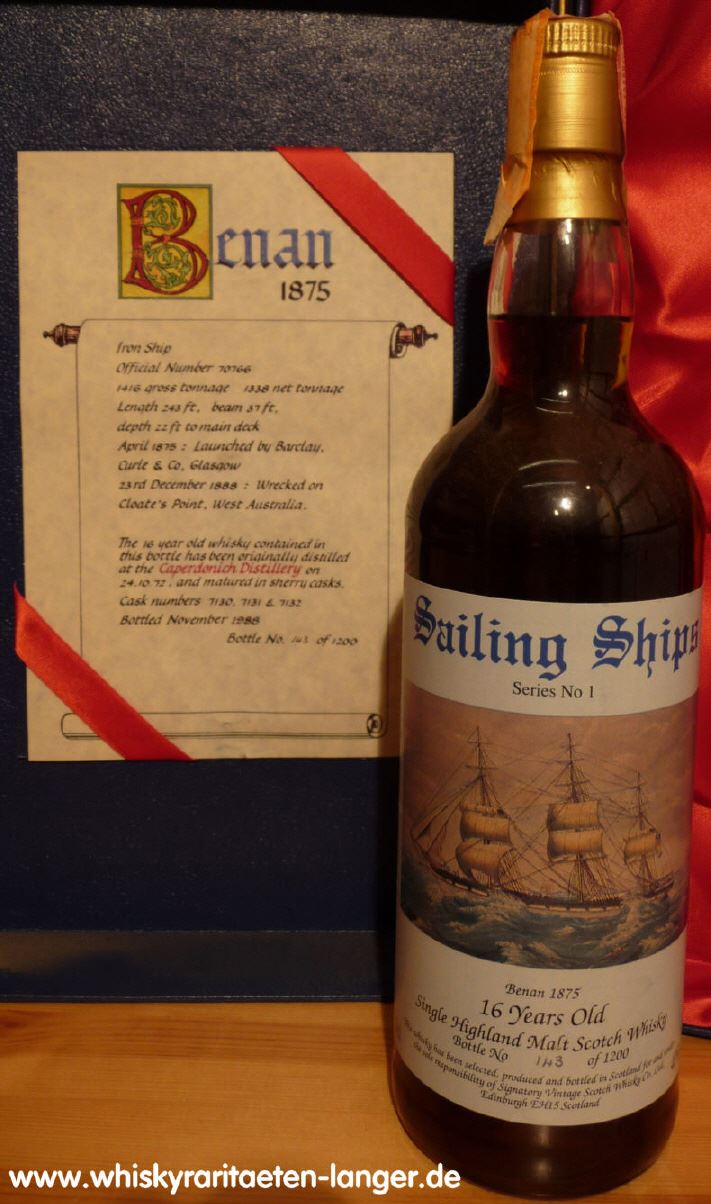 Benan
1875
Iron Ship
Official Number 70766
1416 gross tonnage 1338 net tonnage
Length 243 ft, beam 37 ft,
depth 22 ft to main deck
April 1875 : Launched by Barclay,
Curle & Co, Glasgow
23rd December 1888 : Wrecked on
Cloate's Point, West Australia.
The 16 year old whisky contained in
this bottle has been originally distilled
at the Caperdonich Distillery on
24.10.72, and matured in sherry casks.
Cask numbers 7130, 7131 & 7132
Bottled November 1988
Bottle No. 143 of 1200
Sailing Ships
Series No 1
Benan 1875
16 Years Old
Single Highland Malt Scotch Whisky
Bottle No 143 of 1200
This whisky has been selected, produced and bottled in Scotland for and under
the sole responsibility of Signatory Vintage Scotch Whisky Co. Ltd.,
Edinburgh EH15 Scotland
www.whiskyraritaeten-langer.de